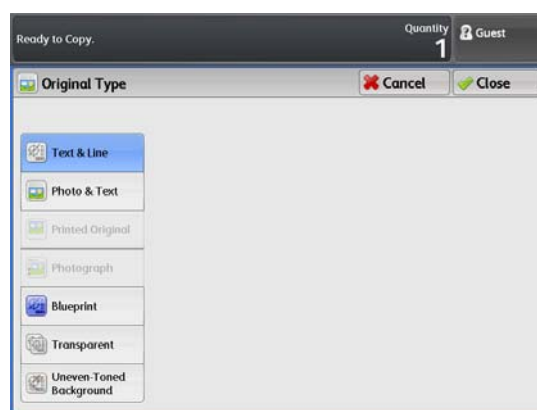 Ready to Copy.
Quantity
1
Guest
Original Type
Cancel
Close
Text & Line
Photo & Text
Printed Original
Photograph
Blueprint
Transparent
Uneven-Toned
Background